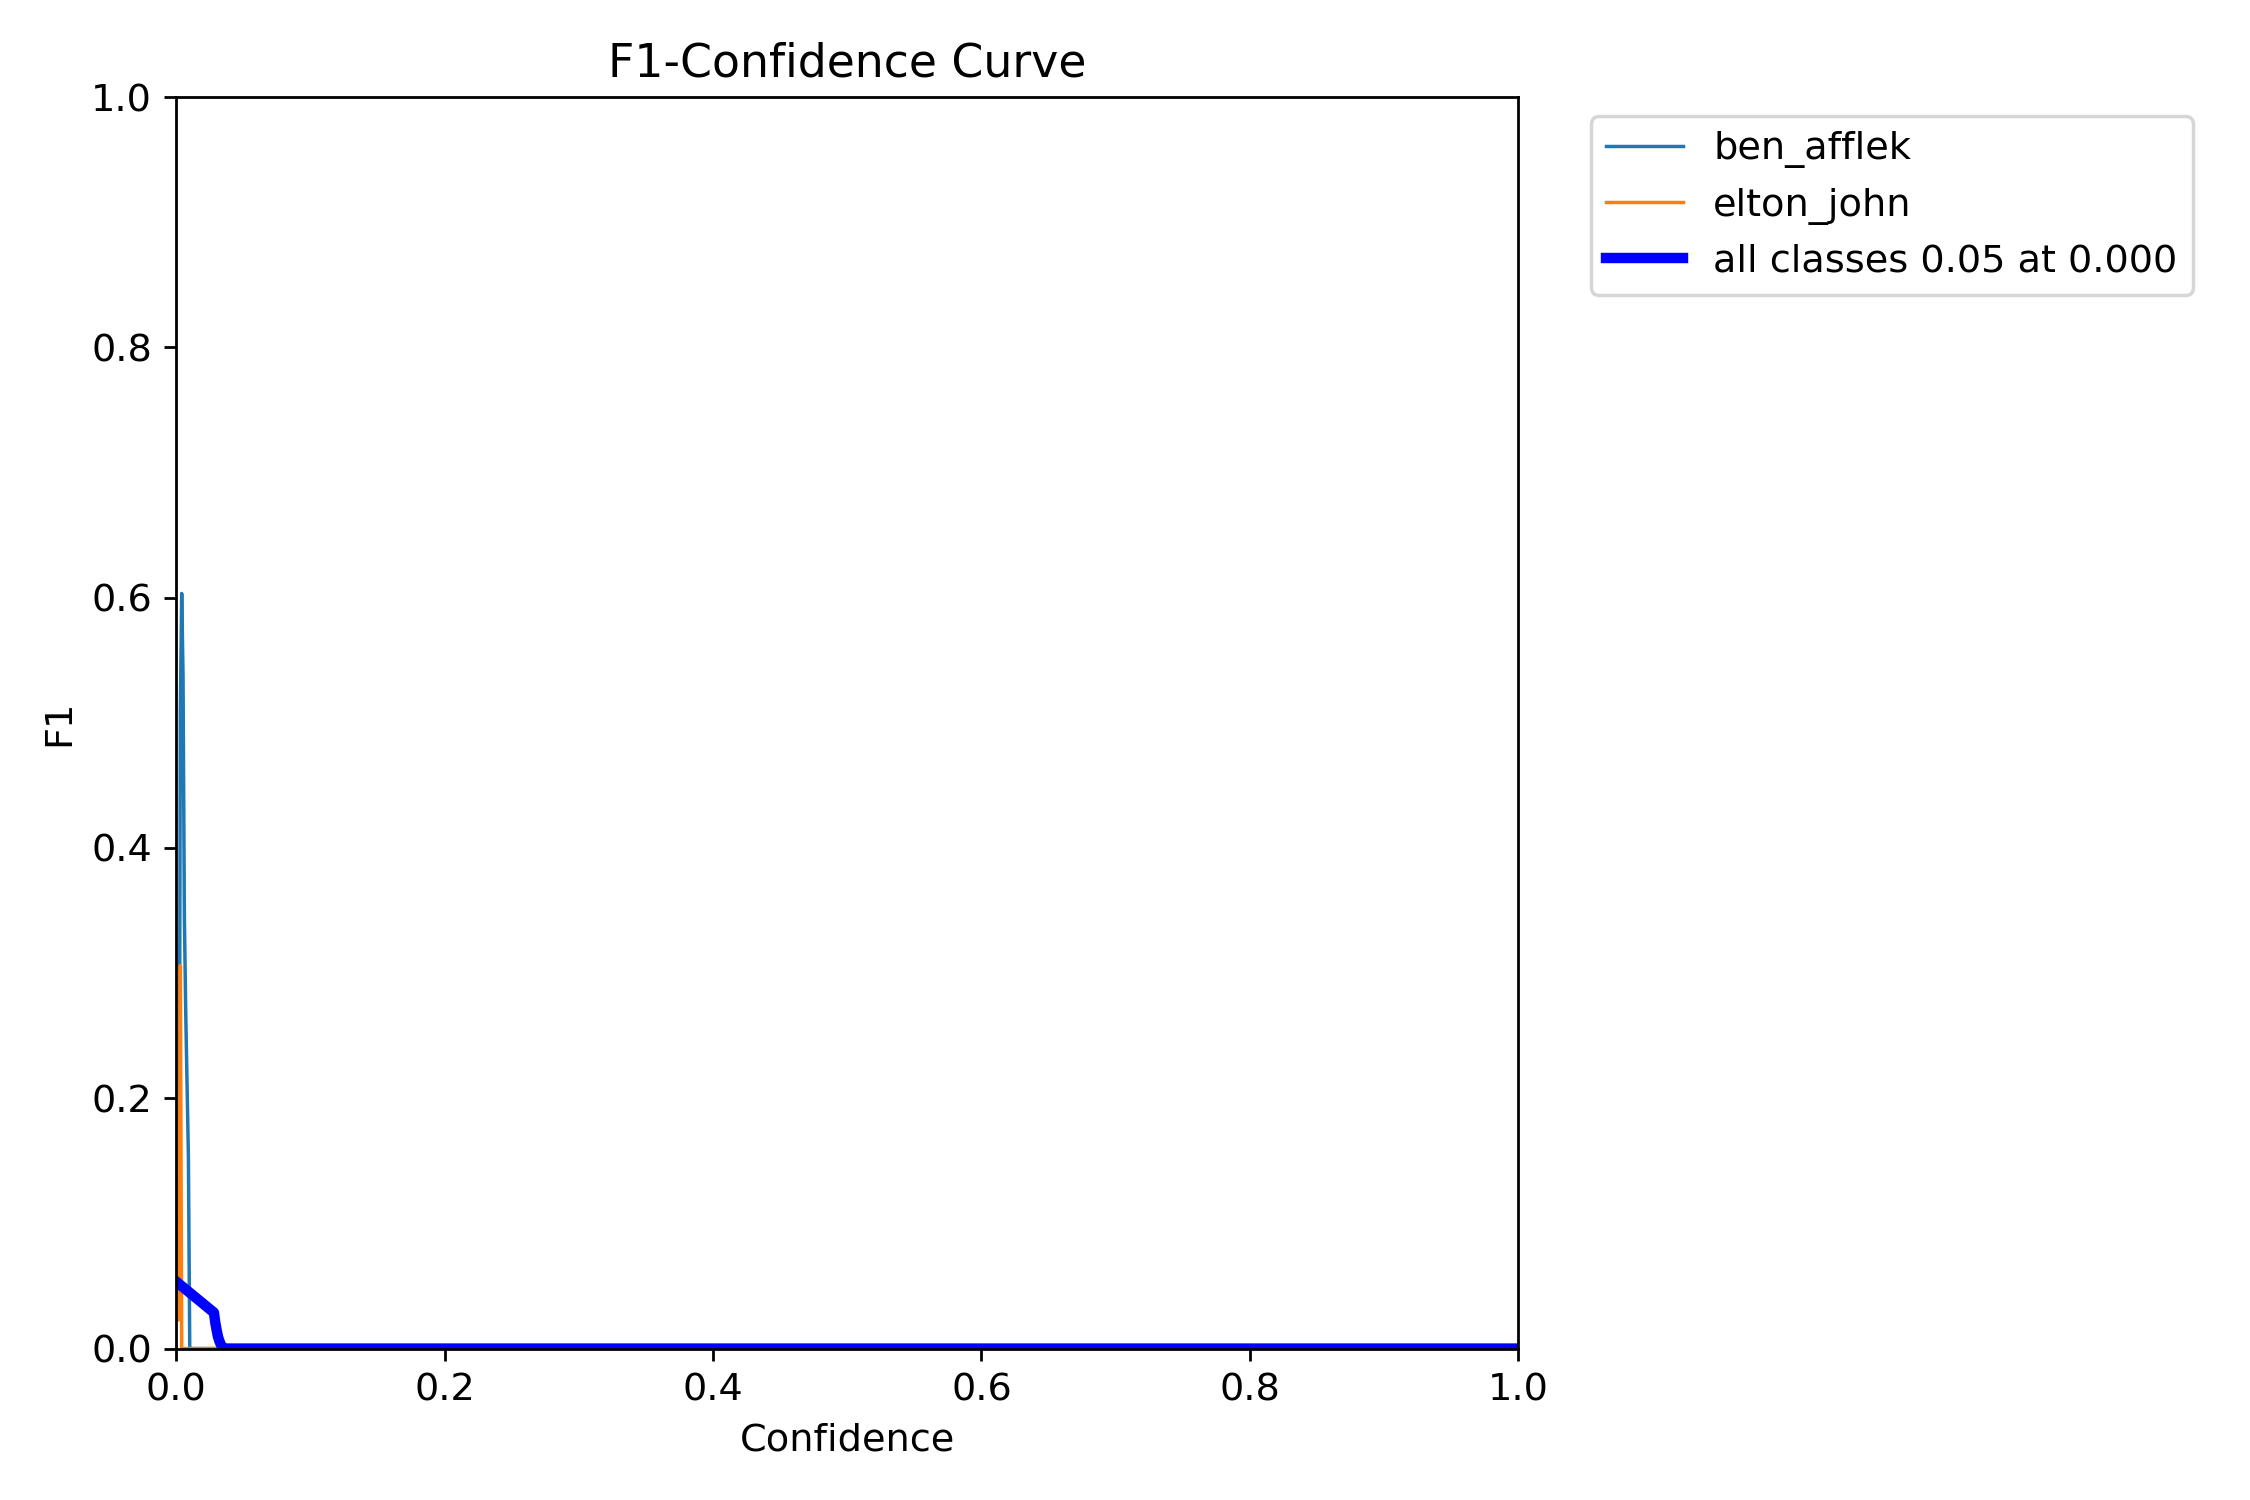 F1-Confidence Curve
1.0
0.8
0.6
0.4
0.2
0.0
F1
0.0 0.2 0.4 0.6 0.8 1.0
Confidence
ben_afflek
elton_john
all classes 0.05 at 0.000